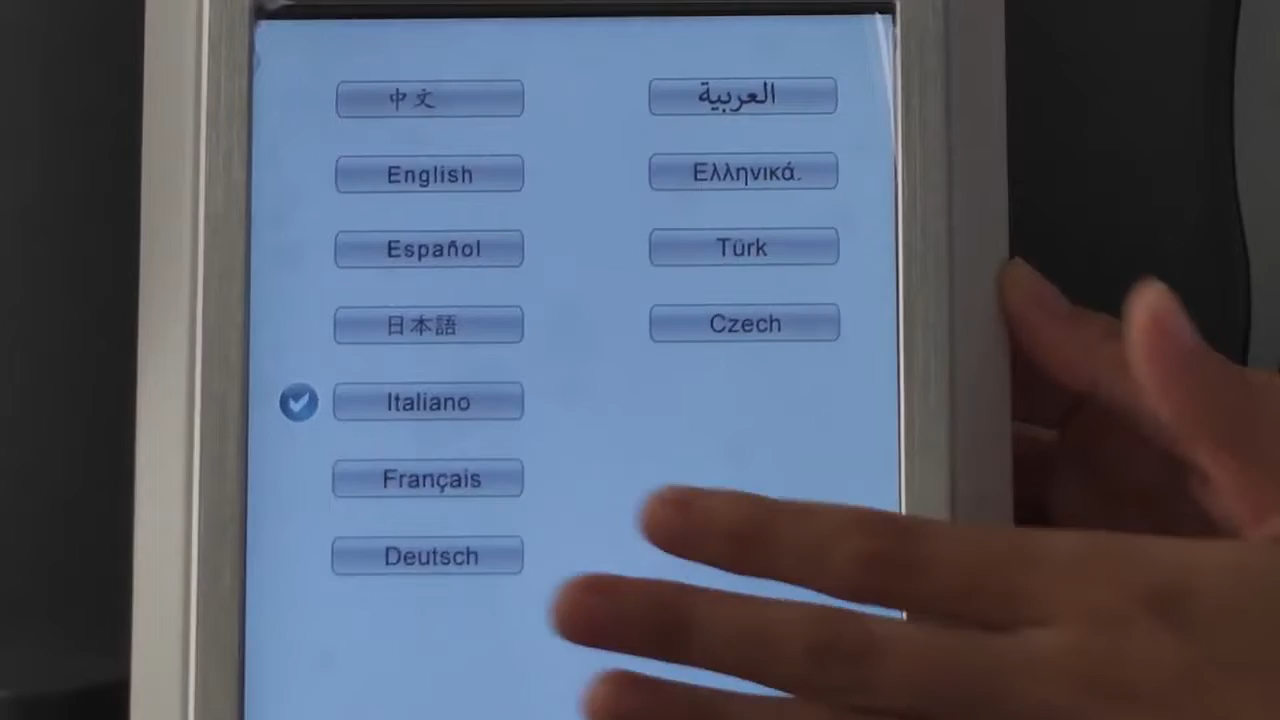 中文
English
Español
日本語
Italiano
Français
Deutsch
العربية
Ελληνικά.
Türk
Czech